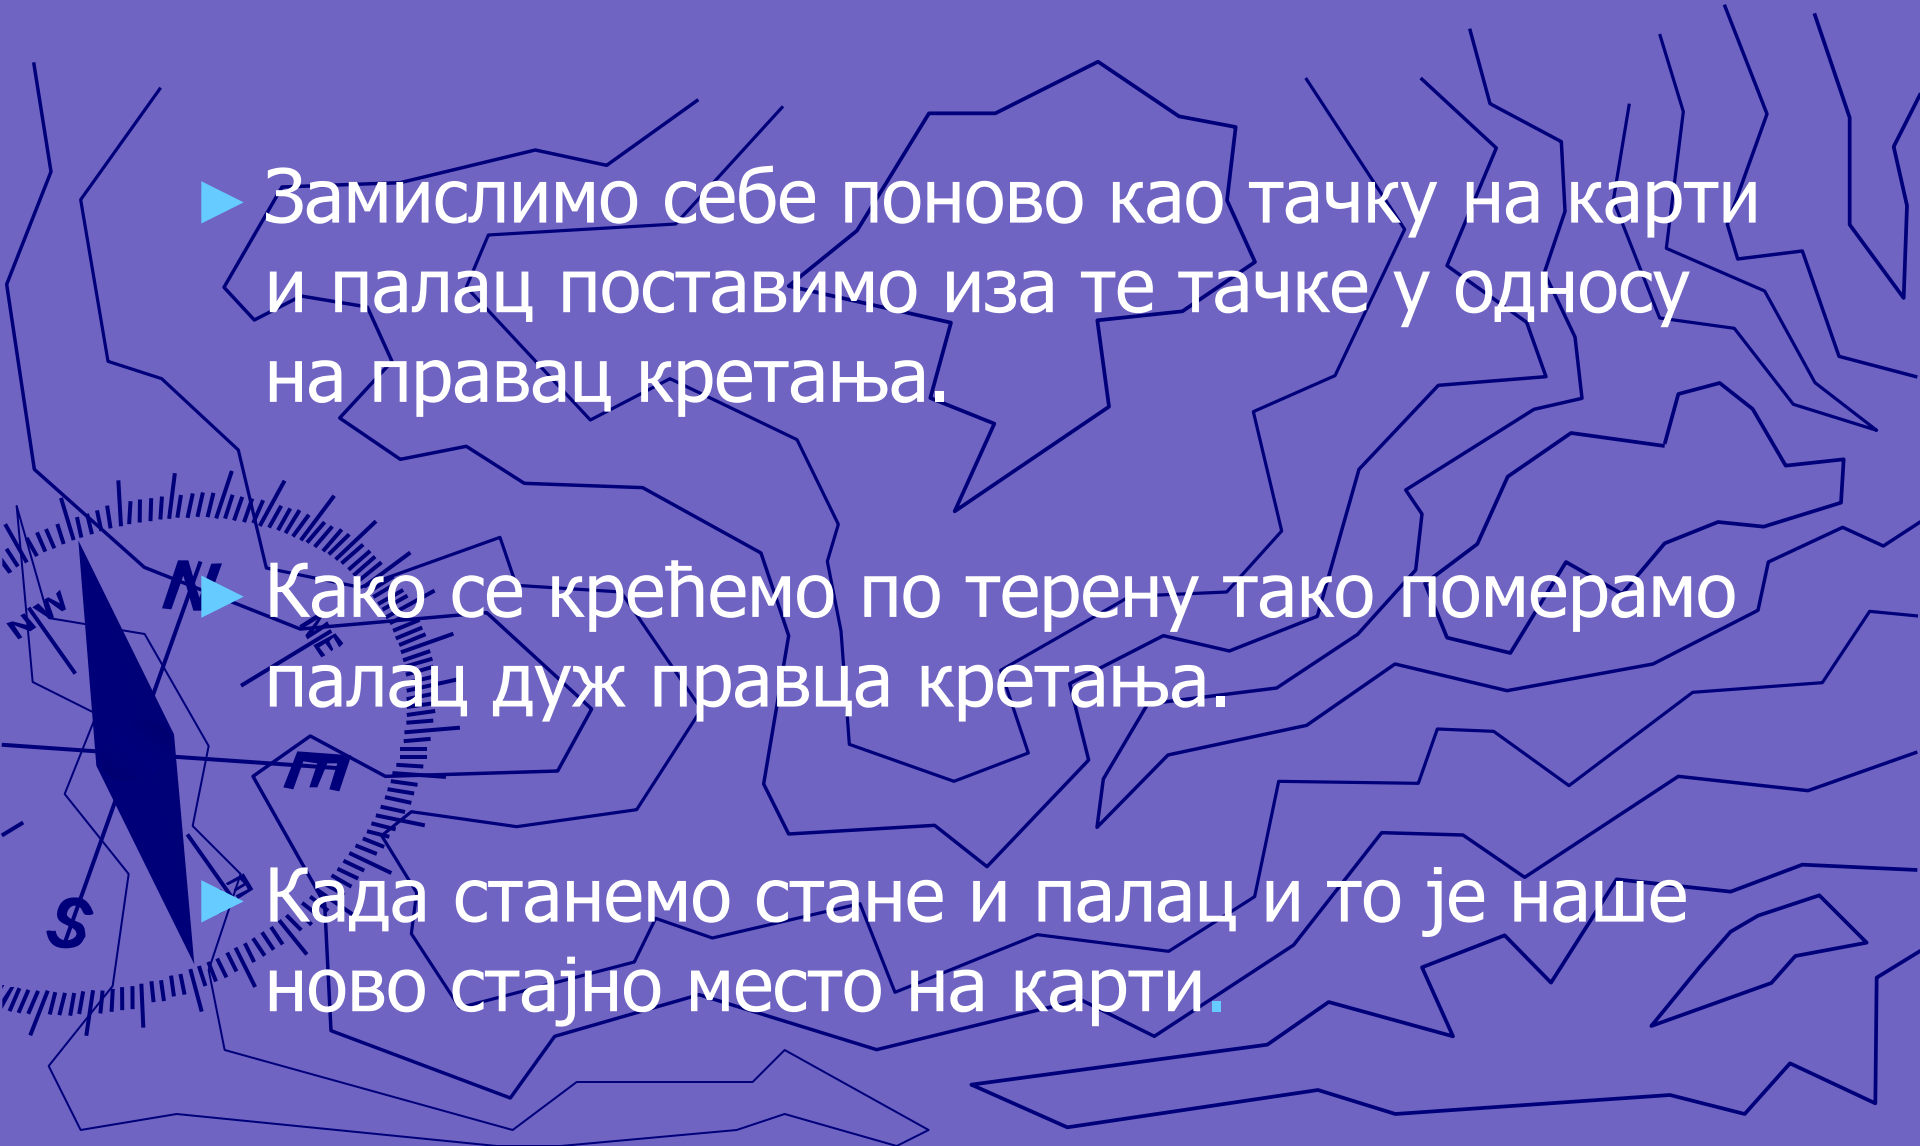 ► Замислимо себе поново као тачку на карти
и палац поставимо иза те тачке у односу
на правац кретања.
► Како се крећемо по терену тако померамо
палац дуж правца кретања.
► Када станемо стане и палац и то је наше
ново стајно место на карти.
N
NW
NE
E
S